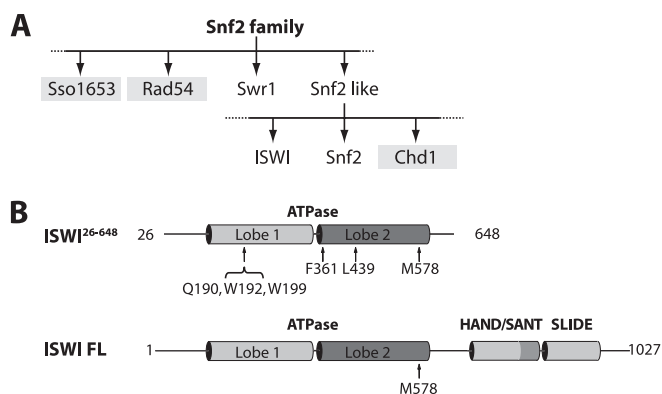 A
Snf2 family
Sso1653 Rad54 Swr1 Snf2 like
ISWI Snf2 Chd1
B
ATPase
ISWI26-648 26 Lobe 1 Lobe 2 648
F361 L439 M578
Q190, W192, W199
ATPase HAND/SANT SLIDE
ISWI FL 1 Lobe 1 Lobe 2 1027
M578